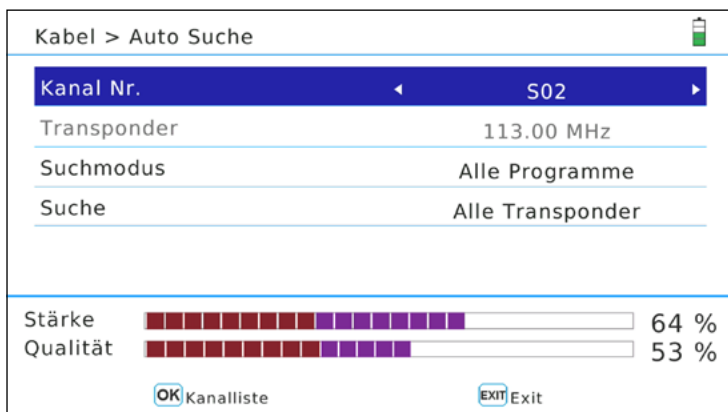 Kabel > Auto Suche
Kanal Nr. S02
Transponder 113.00 MHz
Suchmodus Alle Programme
Suche Alle Transponder
Stärke 64 %
Qualität 53 %
OK Kanalliste EXIT Exit